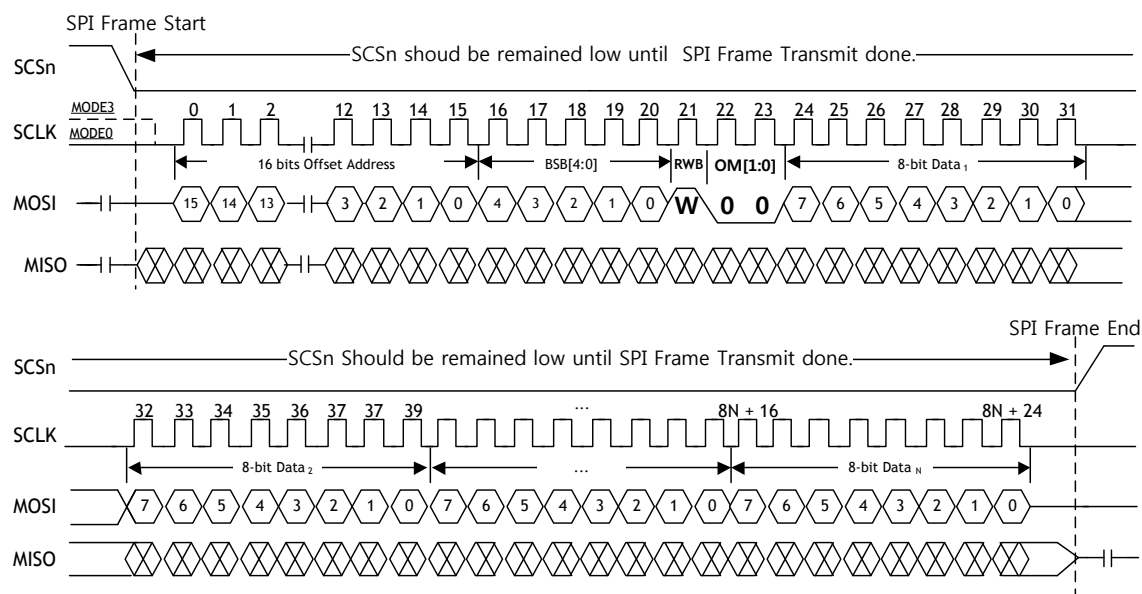 SPI Frame Start
SCSn shoud be remained low until SPI Frame Transmit done.
SCSn
MODE3
MODE0
SCLK
0 1 2 12 13 14 15 16 17 18 19 20 21 22 23 24 25 26 27 28 29 30 31
16 bits Offset Address BSB[4:0] RWB OM[1:0] 8-bit Data 1
MOSI 15 14 13 3 2 1 0 4 3 2 1 0 W 0 0 7 6 5 4 3 2 1 0
MISO
SPI Frame End
SCSn Should be remained low until SPI Frame Transmit done.
SCSn
32 33 34 35 36 37 37 39 ... 8N + 16 8N + 24
SCLK
8-bit Data 2 ... 8-bit Data N
MOSI 7 6 5 4 3 2 1 0 7 6 5 4 3 2 1 0 7 6 5 4 3 2 1 0
MISO